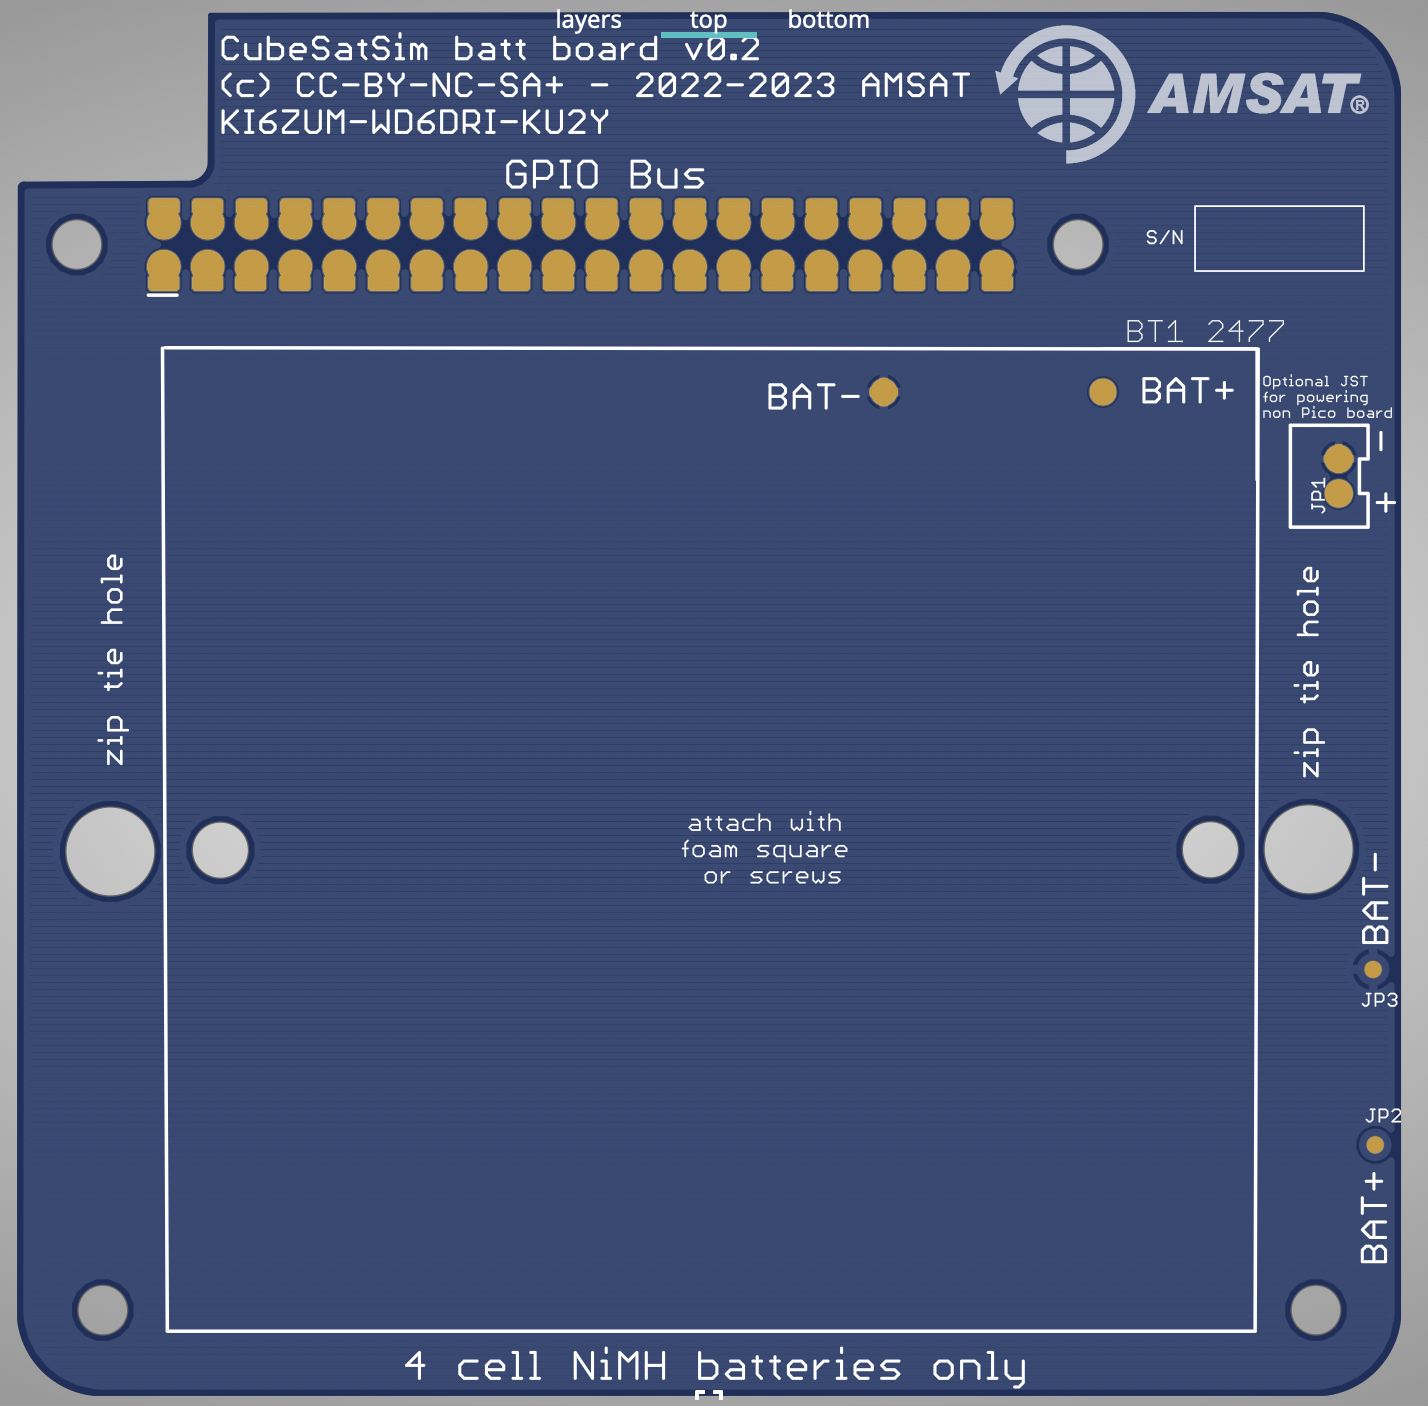 layers top bottom
CubeSatSim batt board v0.2
(c) CC-BY-NC-SA+ - 2022-2023 AMSAT
KI6ZUM-WD6DRI-KU2Y
AMSAT®
GPIO Bus
S/N
BT1 2477
BAT-
BAT+
Optional JST
for powering
non Pico board
-
JP1
+
zip tie hole
zip tie hole
attach with
foam square
or screws
BAT-
JP3
JP2
BAT+
4 cell NiMH batteries only